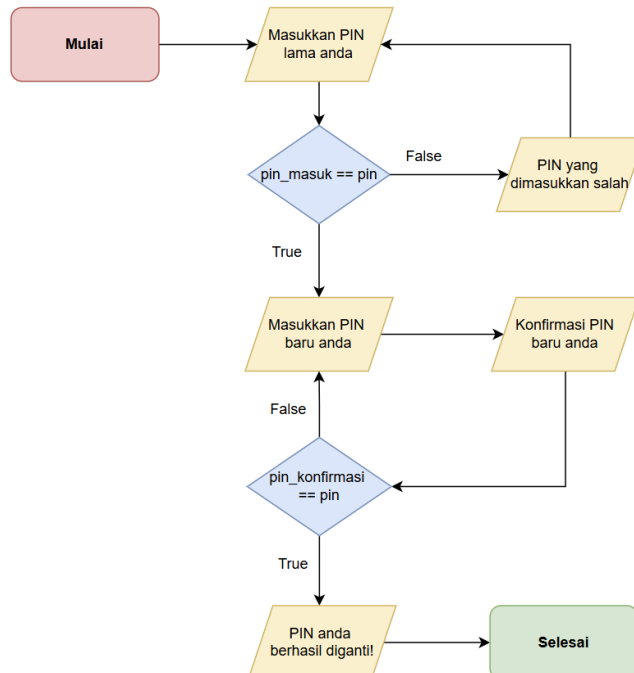 Mulai
Masukkan PIN
lama anda
pin_masuk == pin
False
PIN yang
dimasukkan salah
True
Masukkan PIN
baru anda
Konfirmasi PIN
baru anda
False
pin_konfirmasi
== pin
True
PIN anda
berhasil diganti!
Selesai